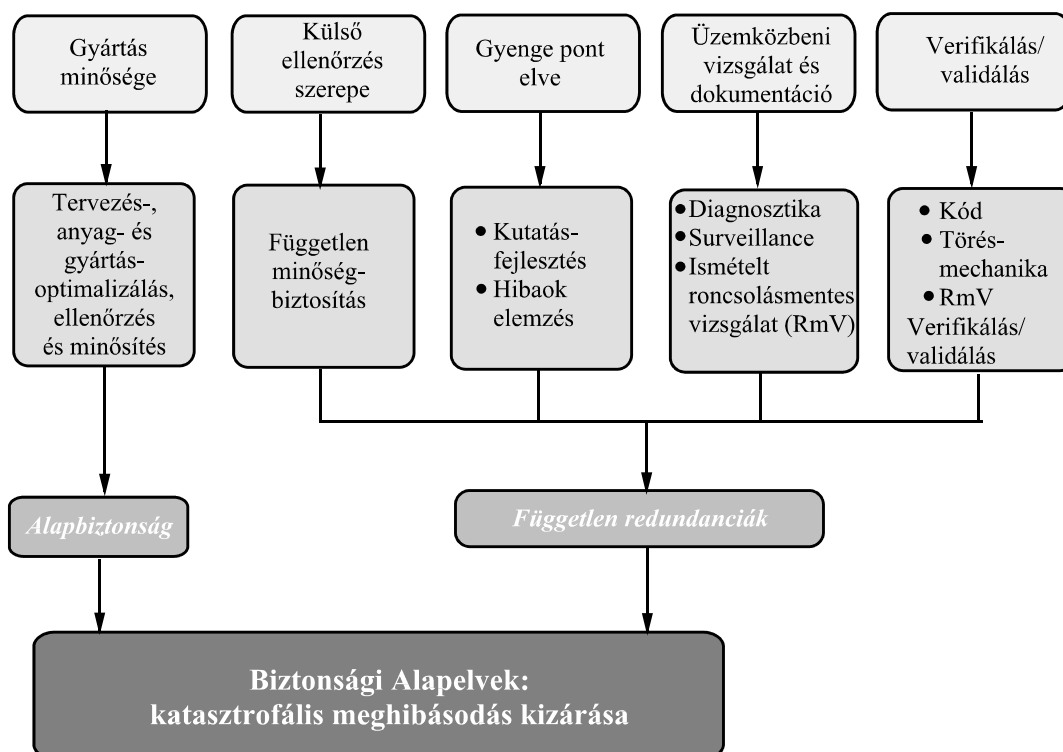 Gyártás
minősége
Külső
ellenőrzés
szerepe
Gyenge pont
elve
Üzemközbeni
vizsgálat és
dokumentáció
Verifikálás/
validálás
Tervezés-,
anyag- és
gyártás-
optimalizálás,
ellenőrzés
és minősítés
Független
minőség-
biztosítás
• Kutatás-
fejlesztés
• Hibaok
elemzés
• Diagnosztika
• Surveillance
• Ismételt
roncsolásmentes
vizsgálat (RmV)
• Kód
• Törés-
mechanika
• RmV
Verifikálás/
validálás
Alapbiztonság
Független redundanciák
Biztonsági Alapelvek:
katasztrofális meghibásodás kizárása